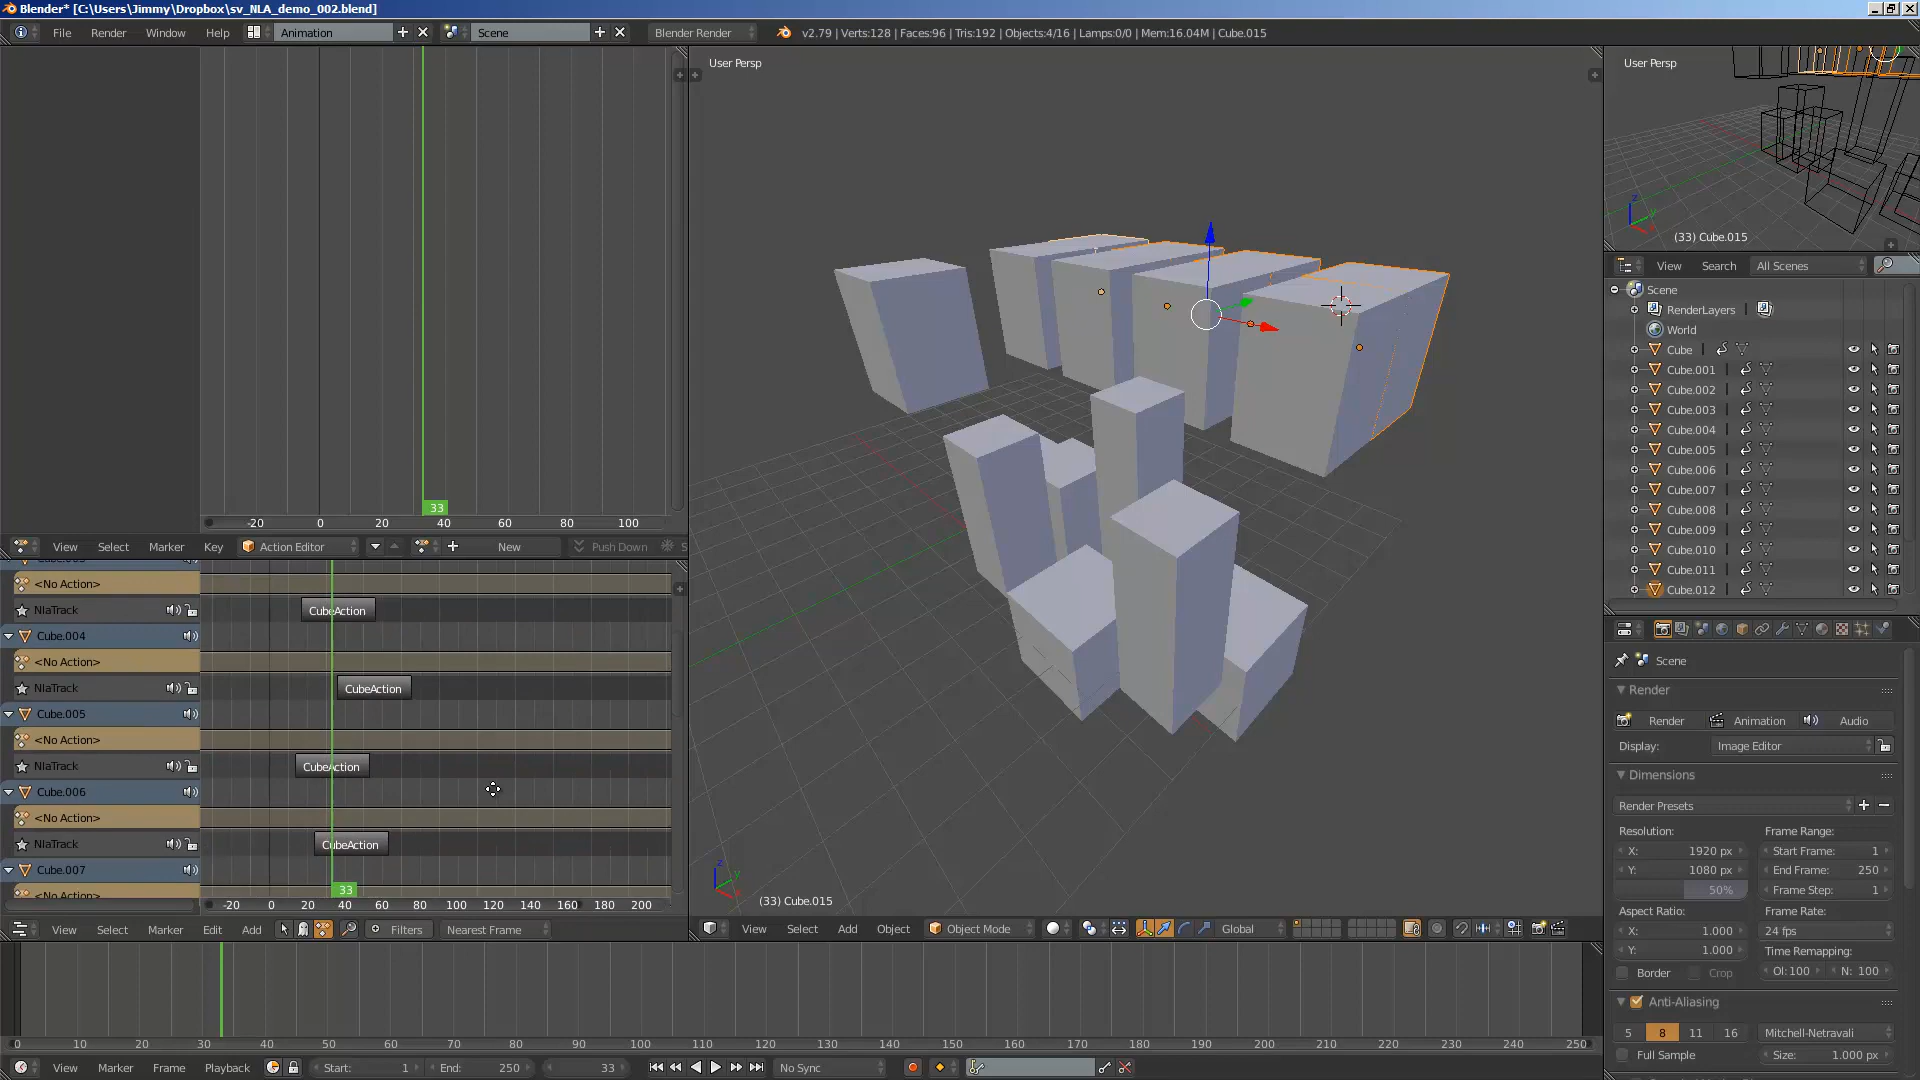 Blender* [C:\Users\Jimmy\Dropbox\sv_NLA_demo_002.blend]
File Render Window Help Animation Scene Blender Render v2.79 | Verts:128 | Faces:96 | Tris:192 | Objects:4/16 | Lamps:0/0 | Mem:16.04M | Cube.015
User Persp
User Persp
(33) Cube.015
View Search All Scenes
Scene
RenderLayers
World
Cube
Cube.001
Cube.002
Cube.003
Cube.004
Cube.005
Cube.006
Cube.007
Cube.008
Cube.009
Cube.010
Cube.011
Cube.012
33
-20 0 20 40 60 80 100
View Select Marker Key Action Editor New Push Down
<No Action>
NlaTrack CubeAction
Cube.004
<No Action>
NlaTrack CubeAction
Cube.005
<No Action>
NlaTrack CubeAction
Cube.006
<No Action>
NlaTrack CubeAction
Cube.007
<No Action>
33
-20 0 20 40 60 80 100 120 140 160 180 200
View Select Marker Edit Add Filters Nearest Frame
(33) Cube.015
View Select Add Object Object Mode Global
Scene
Render
Render Animation Audio
Display: Image Editor
Dimensions
Render Presets
Resolution: Frame Range:
X: 1920 px Start Frame: 1
Y: 1080 px End Frame: 250
50% Frame Step: 1
Aspect Ratio: Frame Rate:
X: 1.000 24 fps
Y: 1.000 Time Remapping:
Border Crop Ol:100 N: 100
Anti-Aliasing
5 8 11 16 Mitchell-Netravali
Full Sample Size: 1.000 px
0 10 20 30 40 50 60 70 80 90 100 110 120 130 140 150 160 170 180 190 200 210 220 230 240 250
View Marker Frame Playback Start: 1 End: 250 33 No Sync